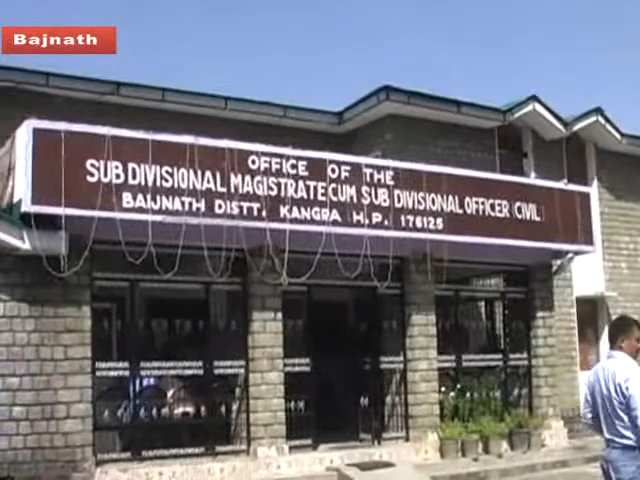 Bajnath
OFFICE OF THE
SUB DIVISIONAL MAGISTRATE CUM SUB DIVISIONAL OFFICER (CIVIL)
BAIJNATH DISTT. KANGRA H.P. 176125